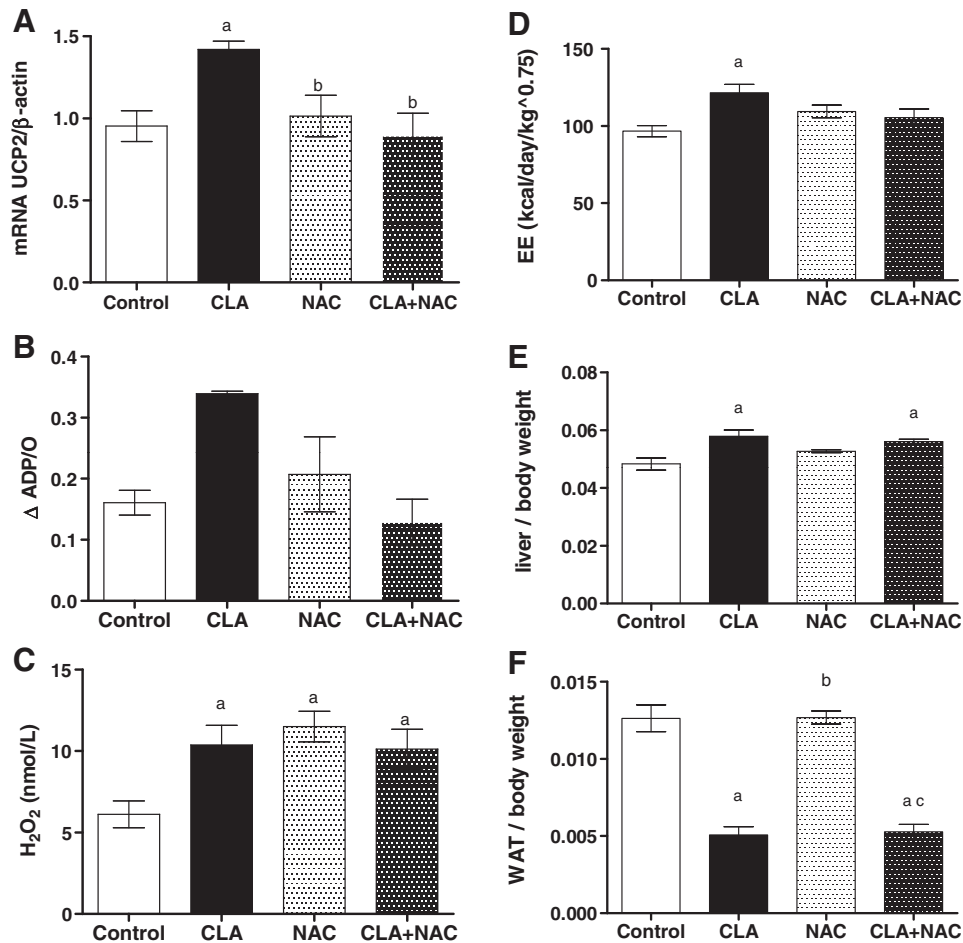 A
mRNA UCP2/β-actin
1.5
1.0
0.5
0.0
a
b
b
Control CLA NAC CLA+NAC
B
Δ ADP/O
0.4
0.3
0.2
0.1
0.0
Control CLA NAC CLA+NAC
C
H₂O₂ (nmol/L)
15
10
5
0
a
a
a
Control CLA NAC CLA+NAC
D
EE (kcal/day/kg^0.75)
150
100
50
0
a
Control CLA NAC CLA+NAC
E
liver / body weight
0.08
0.06
0.04
0.02
0.00
a
a
Control CLA NAC CLA+NAC
F
WAT / body weight
0.015
0.010
0.005
0.000
a
b
a c
Control CLA NAC CLA+NAC